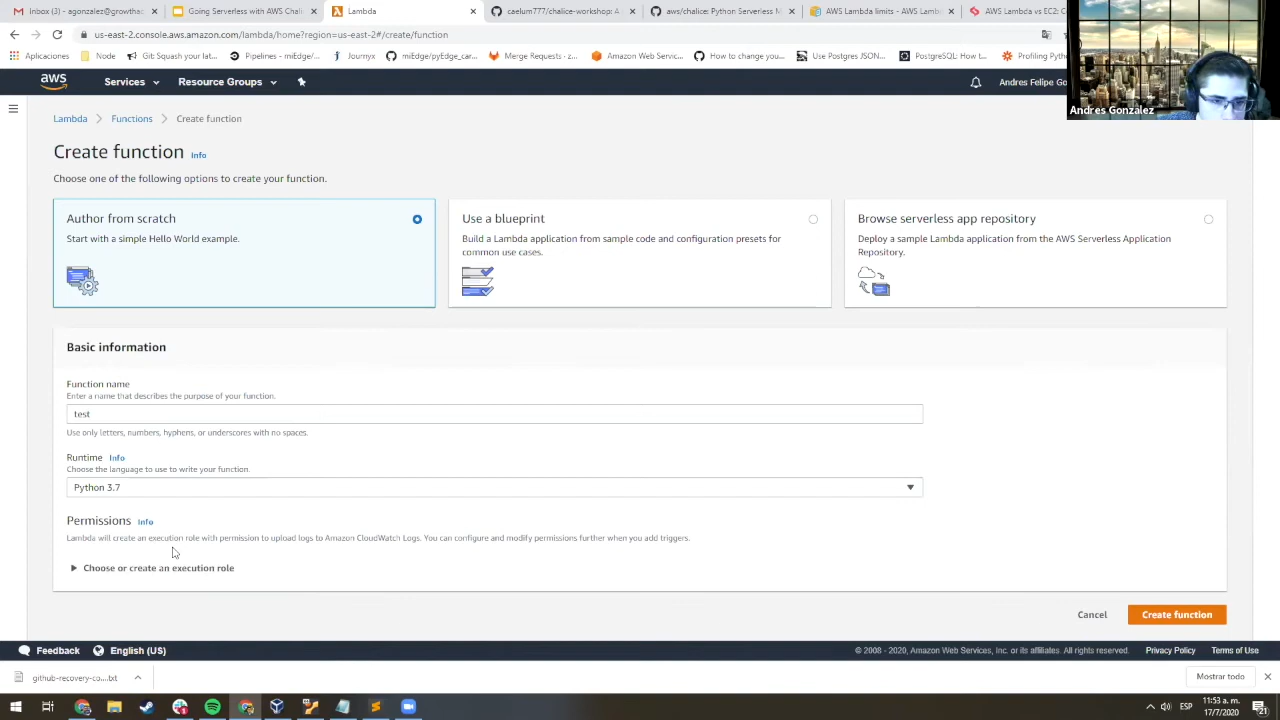 Inbox (3) - agonzalez@growthac
Going Serverless with AWS Chali
Lambda
caelum777/chalice-workshop: A
aws/chalice: Python Serverless M
AWS Lambda limits - AWS Lamb
AWS Lambda vs EC2: C
us-east-2.console.aws.amazon.com/lambda/home?region=us-east-2#/create/function
Aplicaciones
Node
Git Squash your lat...
Pipelines - miEdge/...
Journyx
miEdge/pyEdge_car...
Merge Requests · z...
Amazon Web Servic...
How to change you...
Use Postgres JSON...
PostgreSQL: How t...
Profiling Pytho
aws
Services
Resource Groups
Andres Felipe Go
Andres González
Lambda
Functions
Create function
Create function
Info
Choose one of the following options to create your function.
Author from scratch
Start with a simple Hello World example.
Use a blueprint
Build a Lambda application from sample code and configuration presets for
common use cases.
Browse serverless app repository
Deploy a sample Lambda application from the AWS Serverless Application
Repository.
Basic information
Function name
Enter a name that describes the purpose of your function.
test
Use only letters, numbers, hyphens, or underscores with no spaces.
Runtime Info
Choose the language to use to write your function.
Python 3.7
Permissions Info
Lambda will create an execution role with permission to upload logs to Amazon CloudWatch Logs. You can configure and modify permissions further when you add triggers.
Choose or create an execution role
Cancel
Create function
Feedback
English (US)
© 2008 - 2020, Amazon Web Services, Inc. or its affiliates. All rights reserved.
Privacy Policy
Terms of Use
github-recovery-co....txt
Mostrar todo
ESP
11:53 a. m.
17/7/2020
21